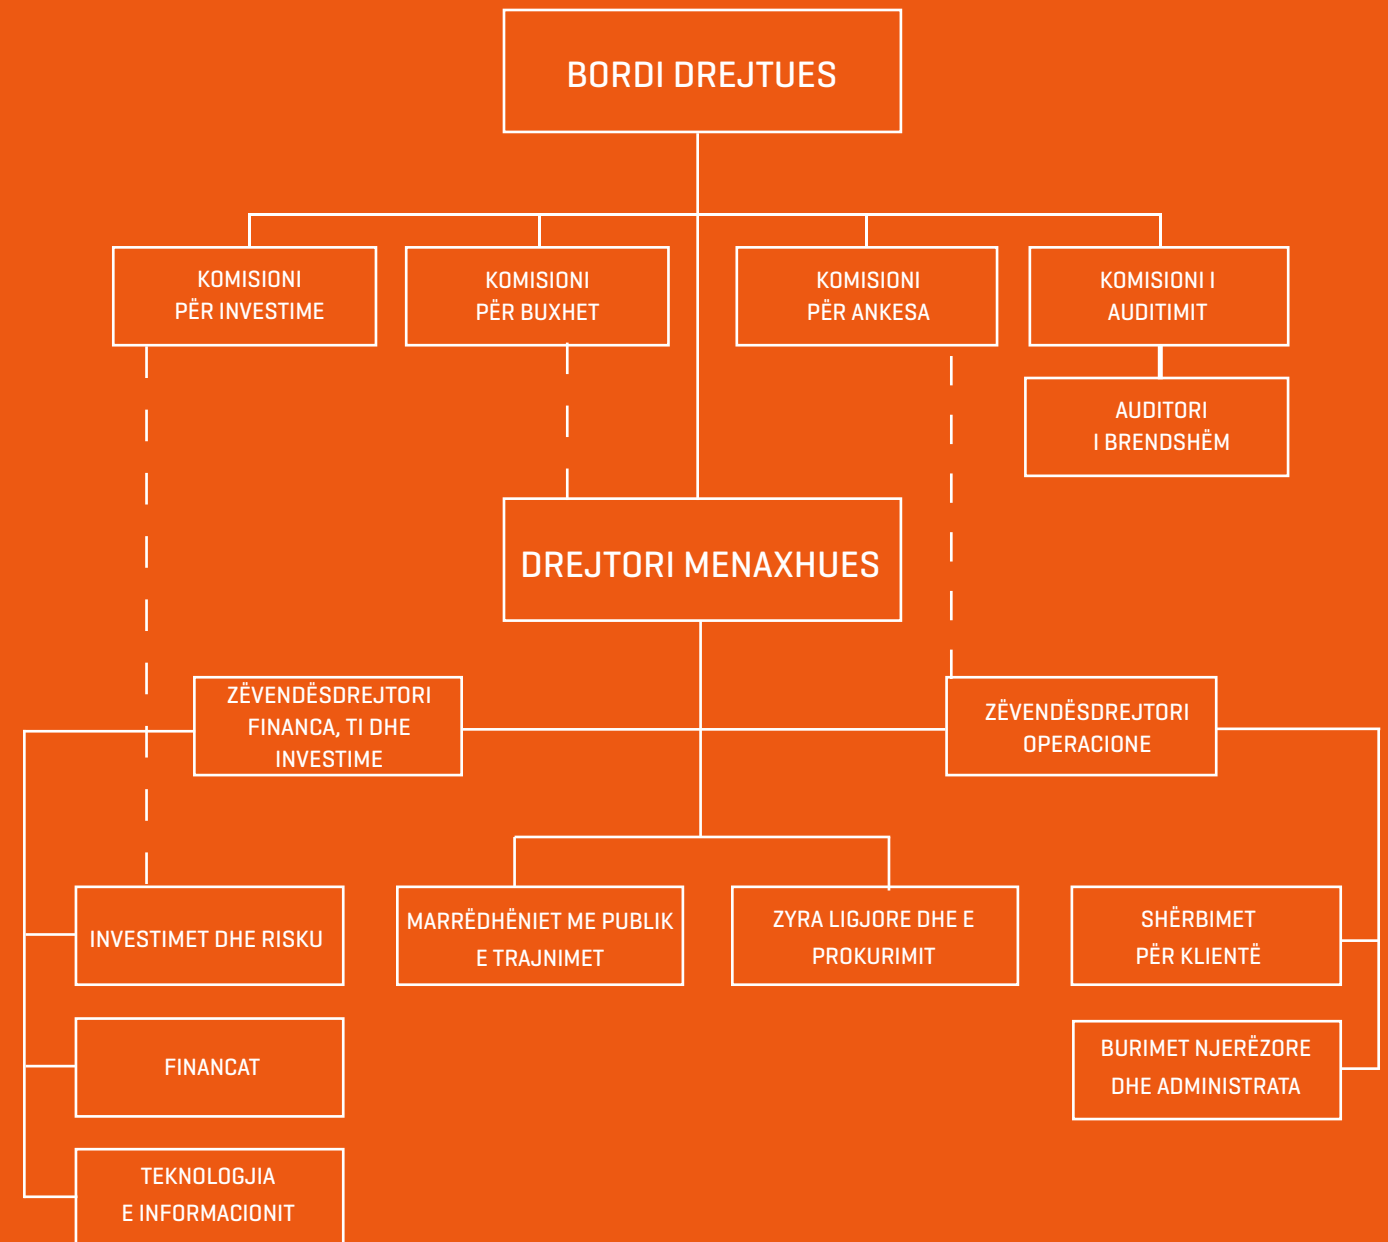 BORDI DREJTUES
KOMISIONI
PËR INVESTIME
KOMISIONI
PËR BUXHET
KOMISIONI
PËR ANKESA
KOMISIONI I
AUDITIMIT
AUDITORI
I BRENDSHËM
DREJTORI MENAXHUES
ZËVENDËSDREJTORI
FINANCA, TI DHE
INVESTIME
ZËVENDËSDREJTORI
OPERACIONE
INVESTIMET DHE RISKU
MARRËDHËNIET ME PUBLIK
E TRAJNIMET
ZYRA LIGJORE DHE E
PROKURIMIT
SHËRBIMET
PËR KLIENTË
FINANCAT
BURIMET NJERËZORE
DHE ADMINISTRATA
TEKNOLOGJIA
E INFORMACIONIT